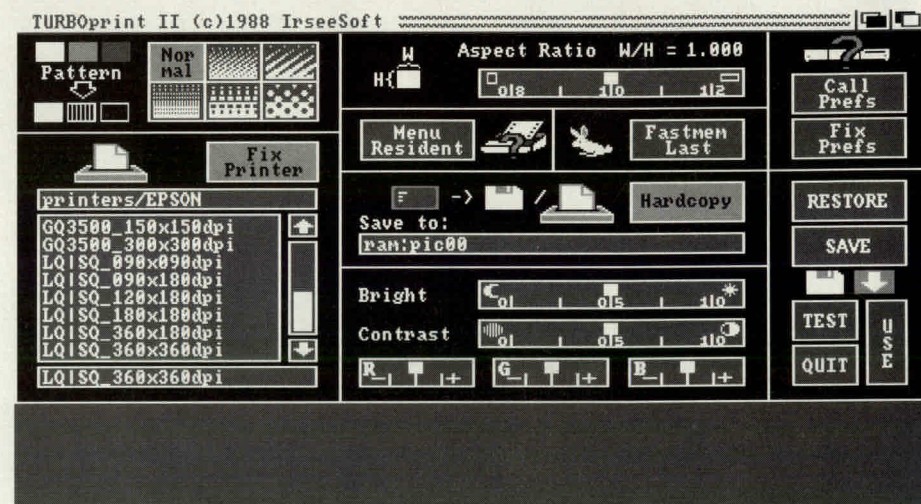 TURBOprint II (c)1988 IrseeSoft
Pattern
Nor
mal
Fix
Printer
printers/EPSON
GQ3500_150x150dpi
GQ3500_300x300dpi
LQ|SQ_090x090dpi
LQ|SQ_090x180dpi
LQ|SQ_120x180dpi
LQ|SQ_180x180dpi
LQ|SQ_360x180dpi
LQ|SQ_360x360dpi
LQ|SQ_360x360dpi
W
H{
Aspect Ratio W/H = 1.000
0|8 | 1|0 | 1|2
Menu
Resident
Fastmem
Last
-> /
Hardcopy
Save to:
ram:pic00
Bright
0| | 0|5 | 1|0
Contrast
0| | 0|5 | 1|0
R - | | +
G - | | +
B - | | +
?
Call
Prefs
Fix
Prefs
RESTORE
SAVE
TEST
QUIT
USE